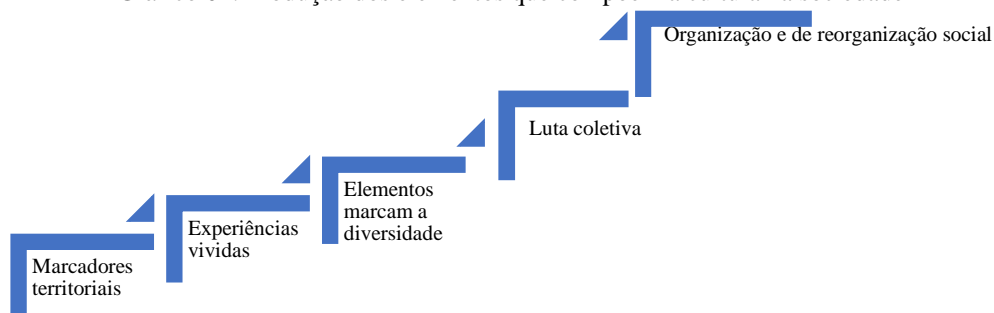 Organização e de reorganização social
Luta coletiva
Elementos
marcam a
diversidade
Experiências
vividas
Marcadores
territoriais